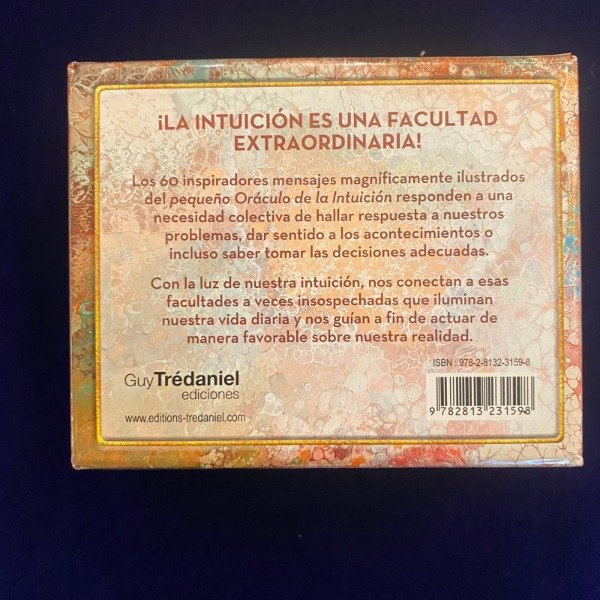 ¡LA INTUICIÓN ES UNA FACULTAD
EXTRAORDINARIA!
Los 60 inspiradores mensajes magníficamente ilustrados
del pequeño Oráculo de la Intuición responden a una
necesidad colectiva de hallar respuesta a nuestros
problemas, dar sentido a los acontecimientos o
incluso saber tomar las decisiones adecuadas.
Con la luz de nuestra intuición, nos conectan a esas
facultades a veces insospechadas que iluminan
nuestra vida diaria y nos guían a fin de actuar de
manera favorable sobre nuestra realidad.
ISBN : 978-2-8132-3159-8
GuyTrédaniel
ediciones
www.editions-tredaniel.com
9 782813 231598